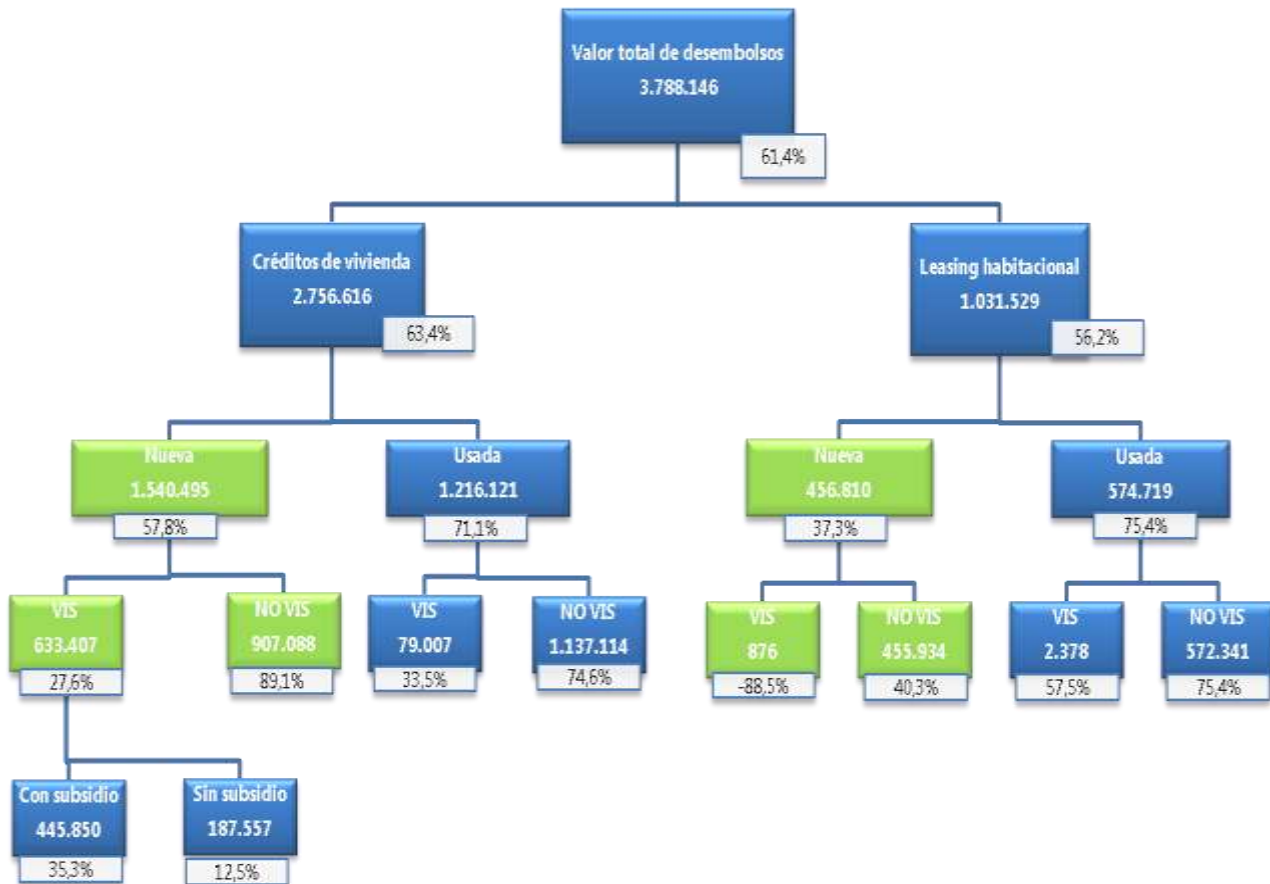 Valor total de desembolsos
3.788.146
61,4%
Créditos de vivienda
2.756.616
63,4%
Leasing habitacional
1.031.529
56,2%
Nueva
1.540.495
57,8%
Usada
1.216.121
71,1%
Nueva
456.810
37,3%
Usada
574.719
75,4%
VIS
633.407
27,6%
NO VIS
907.088
89,1%
VIS
79.007
33,5%
NO VIS
1.137.114
74,6%
VIS
876
-88,5%
NO VIS
455.934
40,3%
VIS
2.378
57,5%
NO VIS
572.341
75,4%
Con subsidio
445.850
35,3%
Sin subsidio
187.557
12,5%